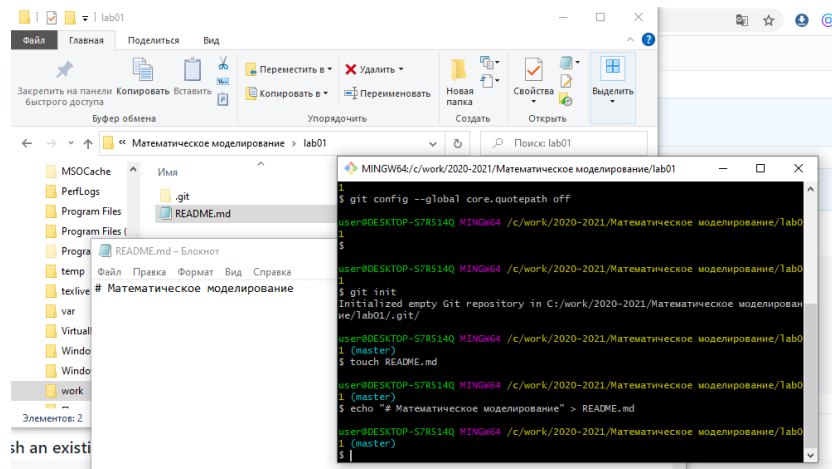 lab01
Файл Главная Поделиться Вид
Закрепить на панели быстрого доступа
Копировать
Вставить
Переместить в
Копировать в
Удалить
Переименовать
Новая папка
Свойства
Выделить
Буфер обмена
Упорядочить
Создать
Открыть
« Математическое моделирование › lab01
Поиск: lab01
MSOCache
PerfLogs
Program Files
Program Files (
Progra
temp
texlive
var
Virtuall
Windo
Windo
work
Имя
.git
README.md
Элементов: 2
sh an existi
README.md – Блокнот
Файл Правка Формат Вид Справка
# Математическое моделирование
MINGW64:/c/work/2020-2021/Математическое моделирование/lab01
1
$ git config --global core.quotepath off
user@DESKTOP-S7R514Q MINGW64 /c/work/2020-2021/Математическое моделирование/lab0
1
$
user@DESKTOP-S7R514Q MINGW64 /c/work/2020-2021/Математическое моделирование/lab0
1
$ git init
Initialized empty Git repository in C:/work/2020-2021/Математическое моделирован
ие/lab01/.git/
user@DESKTOP-S7R514Q MINGW64 /c/work/2020-2021/Математическое моделирование/lab0
1 (master)
$ touch README.md
user@DESKTOP-S7R514Q MINGW64 /c/work/2020-2021/Математическое моделирование/lab0
1 (master)
$ echo "# Математическое моделирование" > README.md
user@DESKTOP-S7R514Q MINGW64 /c/work/2020-2021/Математическое моделирование/lab0
1 (master)
$